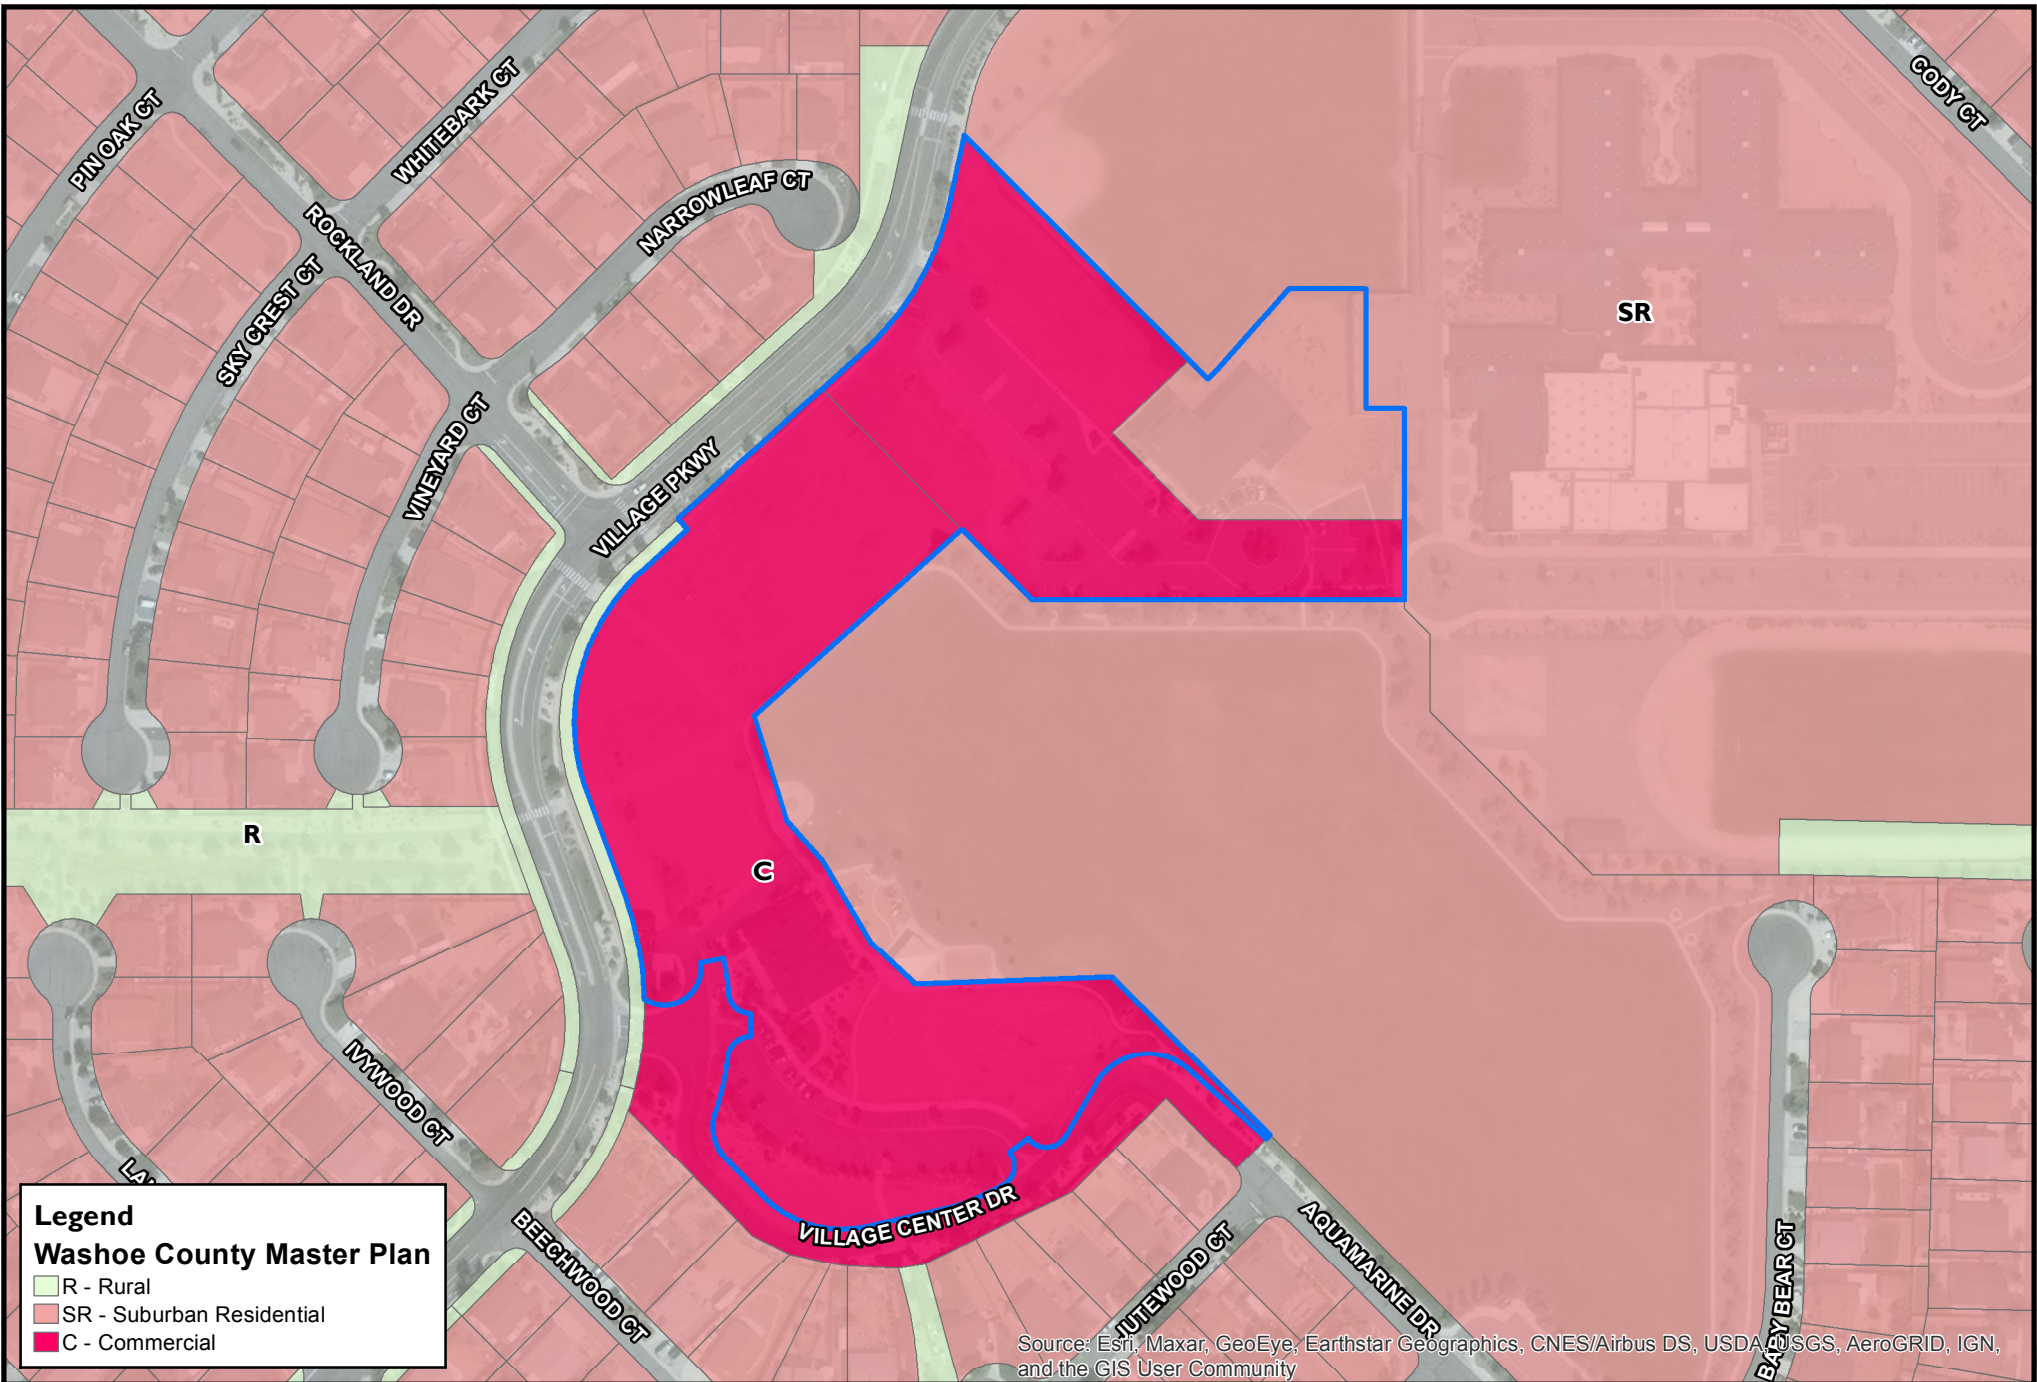 CODY CT
PIN OAK CT
WHITEBARK CT
NARROWLEAF CT
ROCKLAND DR
SKY CREST CT
SR
VINEYARD CT
VILLAGE PKWY
R
C
IVYWOOD CT
VILLAGE CENTER DR
BEECHWOOD CT
JUTEWOOD CT
AQUAMARINE DR
BABYBEAR CT
Legend
Washoe County Master Plan
R - Rural
SR - Suburban Residential
C - Commercial
Source: Esri, Maxar, GeoEye, Earthstar Geographics, CNES/Airbus DS, USDA, USGS, AeroGRID, IGN,
and the GIS User Community